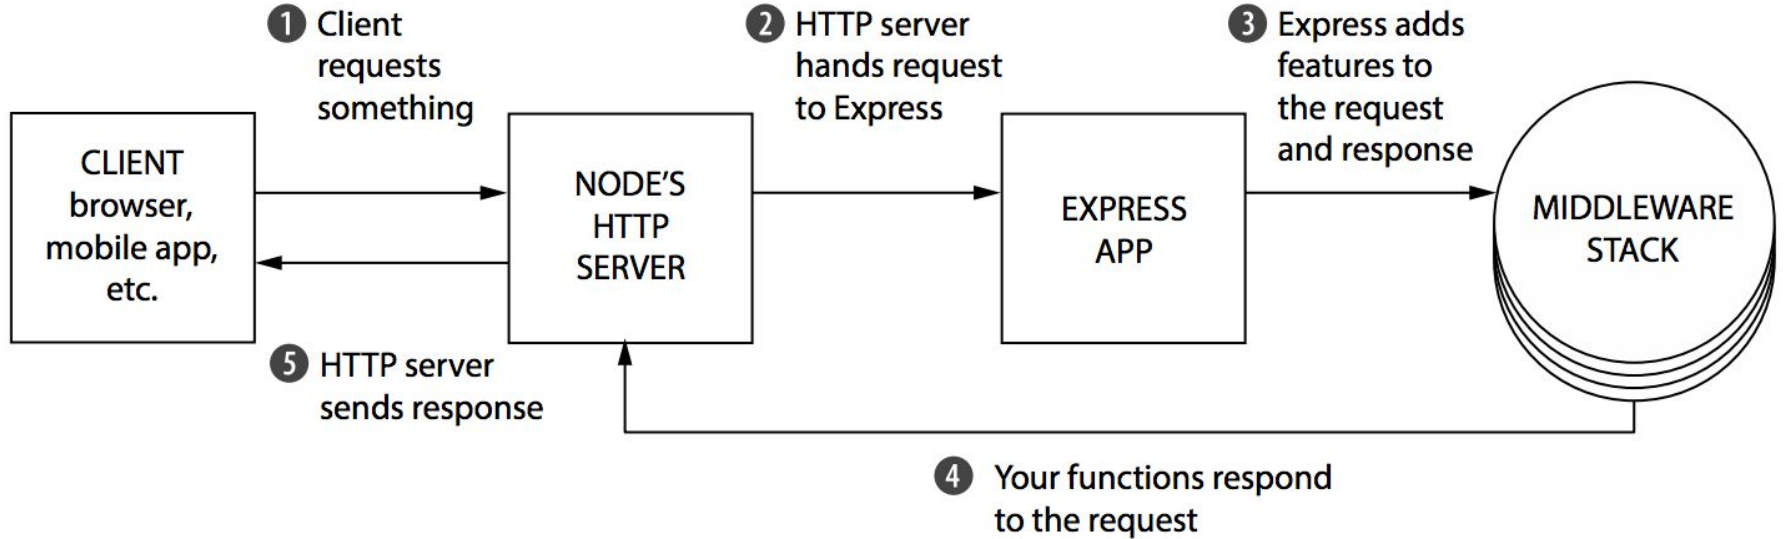 1 Client
requests
something
2 HTTP server
hands request
to Express
3 Express adds
features to
the request
and response
CLIENT
browser,
mobile app,
etc.
NODE’S
HTTP
SERVER
EXPRESS
APP
MIDDLEWARE
STACK
5 HTTP server
sends response
4 Your functions respond
to the request